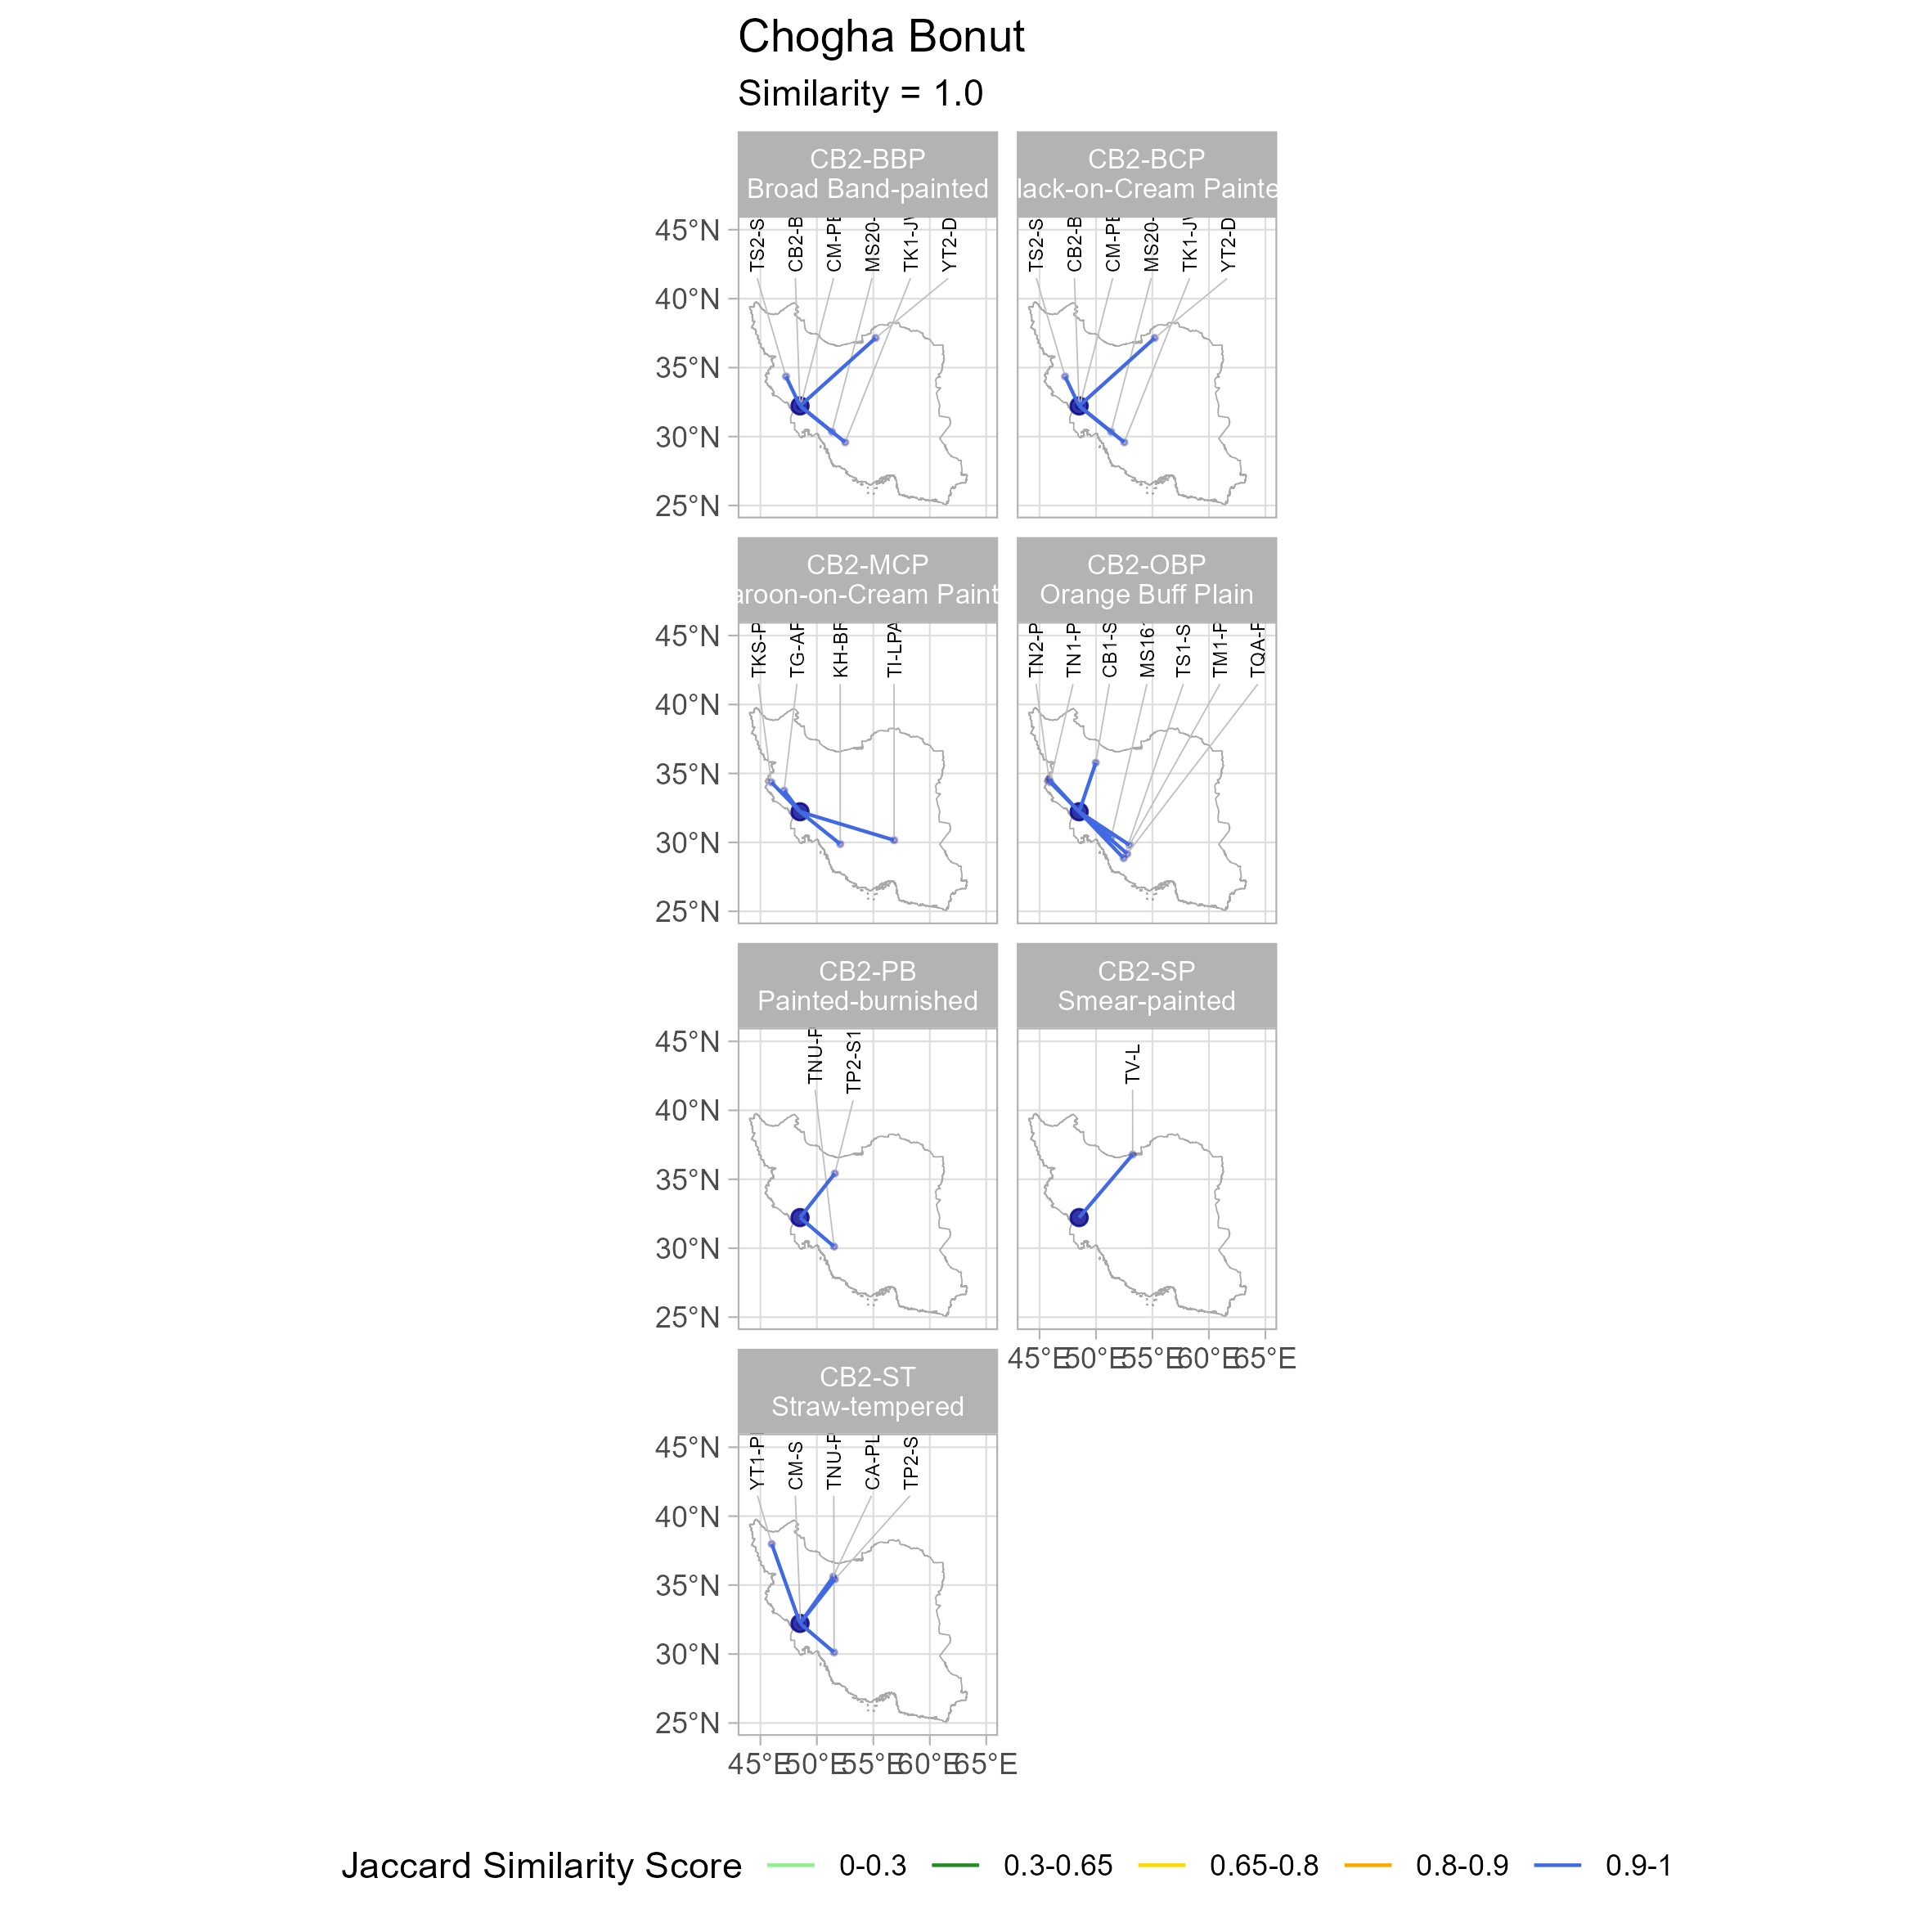 Chogha Bonut
Similarity = 1.0
CB2-BBP
Broad Band-painted
CB2-BCP
lack-on-Cream Painte
TS2-S
CB2-B
CM-PB
MS20-
TK1-JV
YT2-D
TS2-S
CB2-B
CM-PB
MS20-
TK1-JV
YT2-D
45°N
40°N
35°N
30°N
25°N
CB2-MCP
aroon-on-Cream Paint
CB2-OBP
Orange Buff Plain
TKS-P
TG-AP
KH-BR
TI-LPA
TN2-P
TN1-P
CB1-S
MS16
TS1-S
TM1-P
TQA-F
45°N
40°N
35°N
30°N
25°N
CB2-PB
Painted-burnished
CB2-SP
Smear-painted
TNU-F
TP2-S1
TV-L
45°N
40°N
35°N
30°N
25°N
45°E 50°E 55°E 60°E 65°E
CB2-ST
Straw-tempered
YT1-P
CM-S
TNU-F
CA-PL
TP2-S
45°N
40°N
35°N
30°N
25°N
45°E 50°E 55°E 60°E 65°E
Jaccard Similarity Score 0-0.3 0.3-0.65 0.65-0.8 0.8-0.9 0.9-1